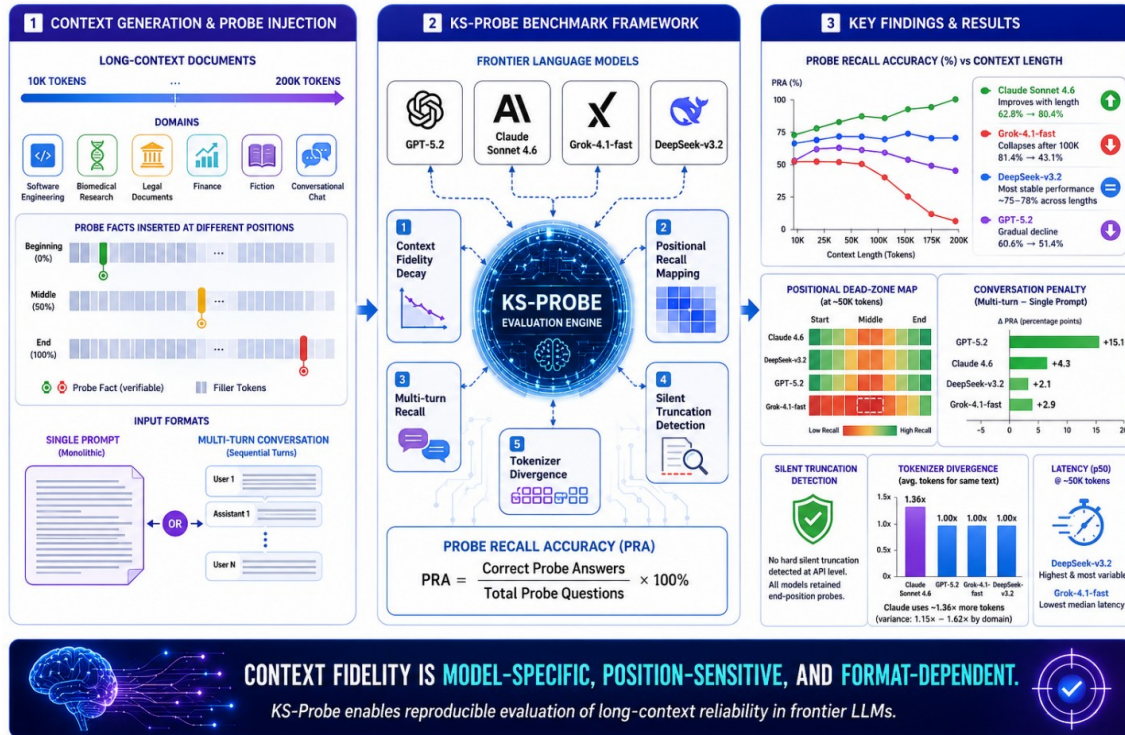 1 CONTEXT GENERATION & PROBE INJECTION
LONG-CONTEXT DOCUMENTS
10K TOKENS ... 200K TOKENS
DOMAINS
</>
Software Engineering
Biomedical Research
Legal Documents
Finance
Fiction
Conversational Chat
PROBE FACTS INSERTED AT DIFFERENT POSITIONS
Beginning
(0%)
...
Middle
(50%)
...
End
(100%)
...
Probe Fact (verifiable)
Filler Tokens
INPUT FORMATS
SINGLE PROMPT
(Monolithic)
OR
MULTI-TURN CONVERSATION
(Sequential Turns)
User 1
Assistant 1
User N
2 KS-PROBE BENCHMARK FRAMEWORK
FRONTIER LANGUAGE MODELS
GPT-5.2
AI
Claude
Sonnet 4.6
Grok-4.1-fast
DeepSeek-v3.2
1
Context
Fidelity
Decay
2
Positional
Recall
Mapping
KS-PROBE
EVALUATION ENGINE
3
Multi-turn
Recall
4
Silent
Truncation
Detection
5
Tokenizer
Divergence
PROBE RECALL ACCURACY (PRA)
PRA = Correct Probe Answers
Total Probe Questions
× 100%
3 KEY FINDINGS & RESULTS
PROBE RECALL ACCURACY (%) vs CONTEXT LENGTH
PRA (%)
100
75
50
25
0
10K 25K 50K 50K 100K 150K 175K 200K
Context Length (Tokens)
Claude Sonnet 4.6
Improves with length
62.8% → 80.4%
Grok-4.1-fast
Collapses after 100K
81.4% → 43.1%
DeepSeek-v3.2
Most stable performance
~75–78% across lengths
GPT-5.2
Gradual decline
60.6% → 51.4%
POSITIONAL DEAD-ZONE MAP
(at ~50K tokens)
Start Middle End
Claude 4.6
DeepSeek-v3.2
GPT-5.2
Grok-4.1-fast
Low Recall High Recall
CONVERSATION PENALTY
(Multi-turn – Single Prompt)
Δ PRA (percentage points)
GPT-5.2 +15.1
Claude 4.6 +4.3
DeepSeek-v3.2 +2.1
Grok-4.1-fast +2.9
-5 0 5 10 15 20
SILENT TRUNCATION
DETECTION
No hard silent truncation
detected at API level.
All models retained
end-position probes.
TOKENIZER DIVERGENCE
(avg. tokens for same text)
1.5x
1.0x
0.5x
0x
1.36x
1.00x
1.00x
1.00x
Claude
Sonnet 4.6
GPT-5.2
Grok-4.1-
fast
DeepSeek-
v3.2
Claude uses ~1.36× more tokens
(variance: 1.15× – 1.62× by domain)
LATENCY (p50)
@ ~50K tokens
DeepSeek-v3.2
Highest & most variable
Grok-4.1-fast
Lowest median latency
CONTEXT FIDELITY IS MODEL-SPECIFIC, POSITION-SENSITIVE, AND FORMAT-DEPENDENT.
KS-Probe enables reproducible evaluation of long-context reliability in frontier LLMs.